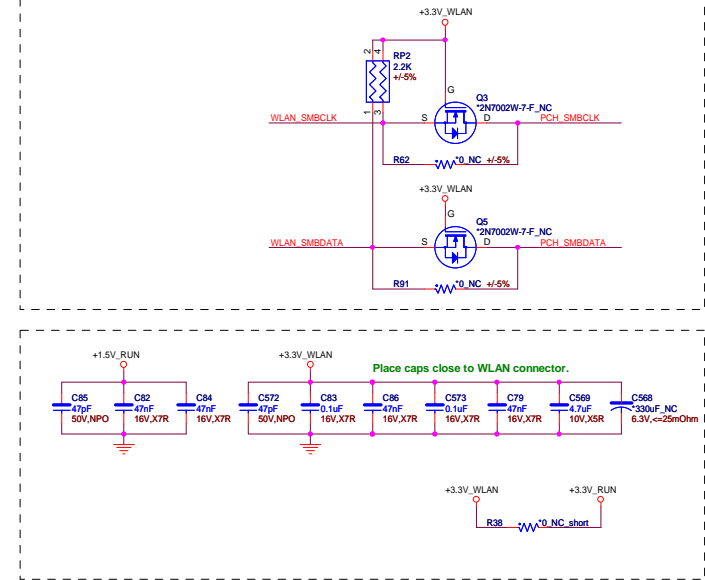 +3.3V_WLAN
2 4
RP2
2.2K
+/-5%
1 3
G
Q3
*2N7002W-7-F_NC
WLAN_SMBCLK
S
D
PCH_SMBCLK
R62
*0_NC +/-5%
+3.3V_WLAN
G
Q5
*2N7002W-7-F_NC
WLAN_SMBDATA
S
D
PCH_SMBDATA
R91
*0_NC +/-5%
+1.5V_RUN
+3.3V_WLAN
Place caps close to WLAN connector.
C85
47pF
50V,NPO
C82
47nF
16V,X7R
C84
47nF
16V,X7R
C572
47pF
50V,NPO
C83
0.1uF
16V,X7R
C86
47nF
16V,X7R
C573
0.1uF
16V,X7R
C79
47nF
16V,X7R
C569
4.7uF
10V,X5R
C568
*330uF_NC
6.3V,<=25mOhm
+3.3V_WLAN
+3.3V_RUN
R38
*0_NC_short